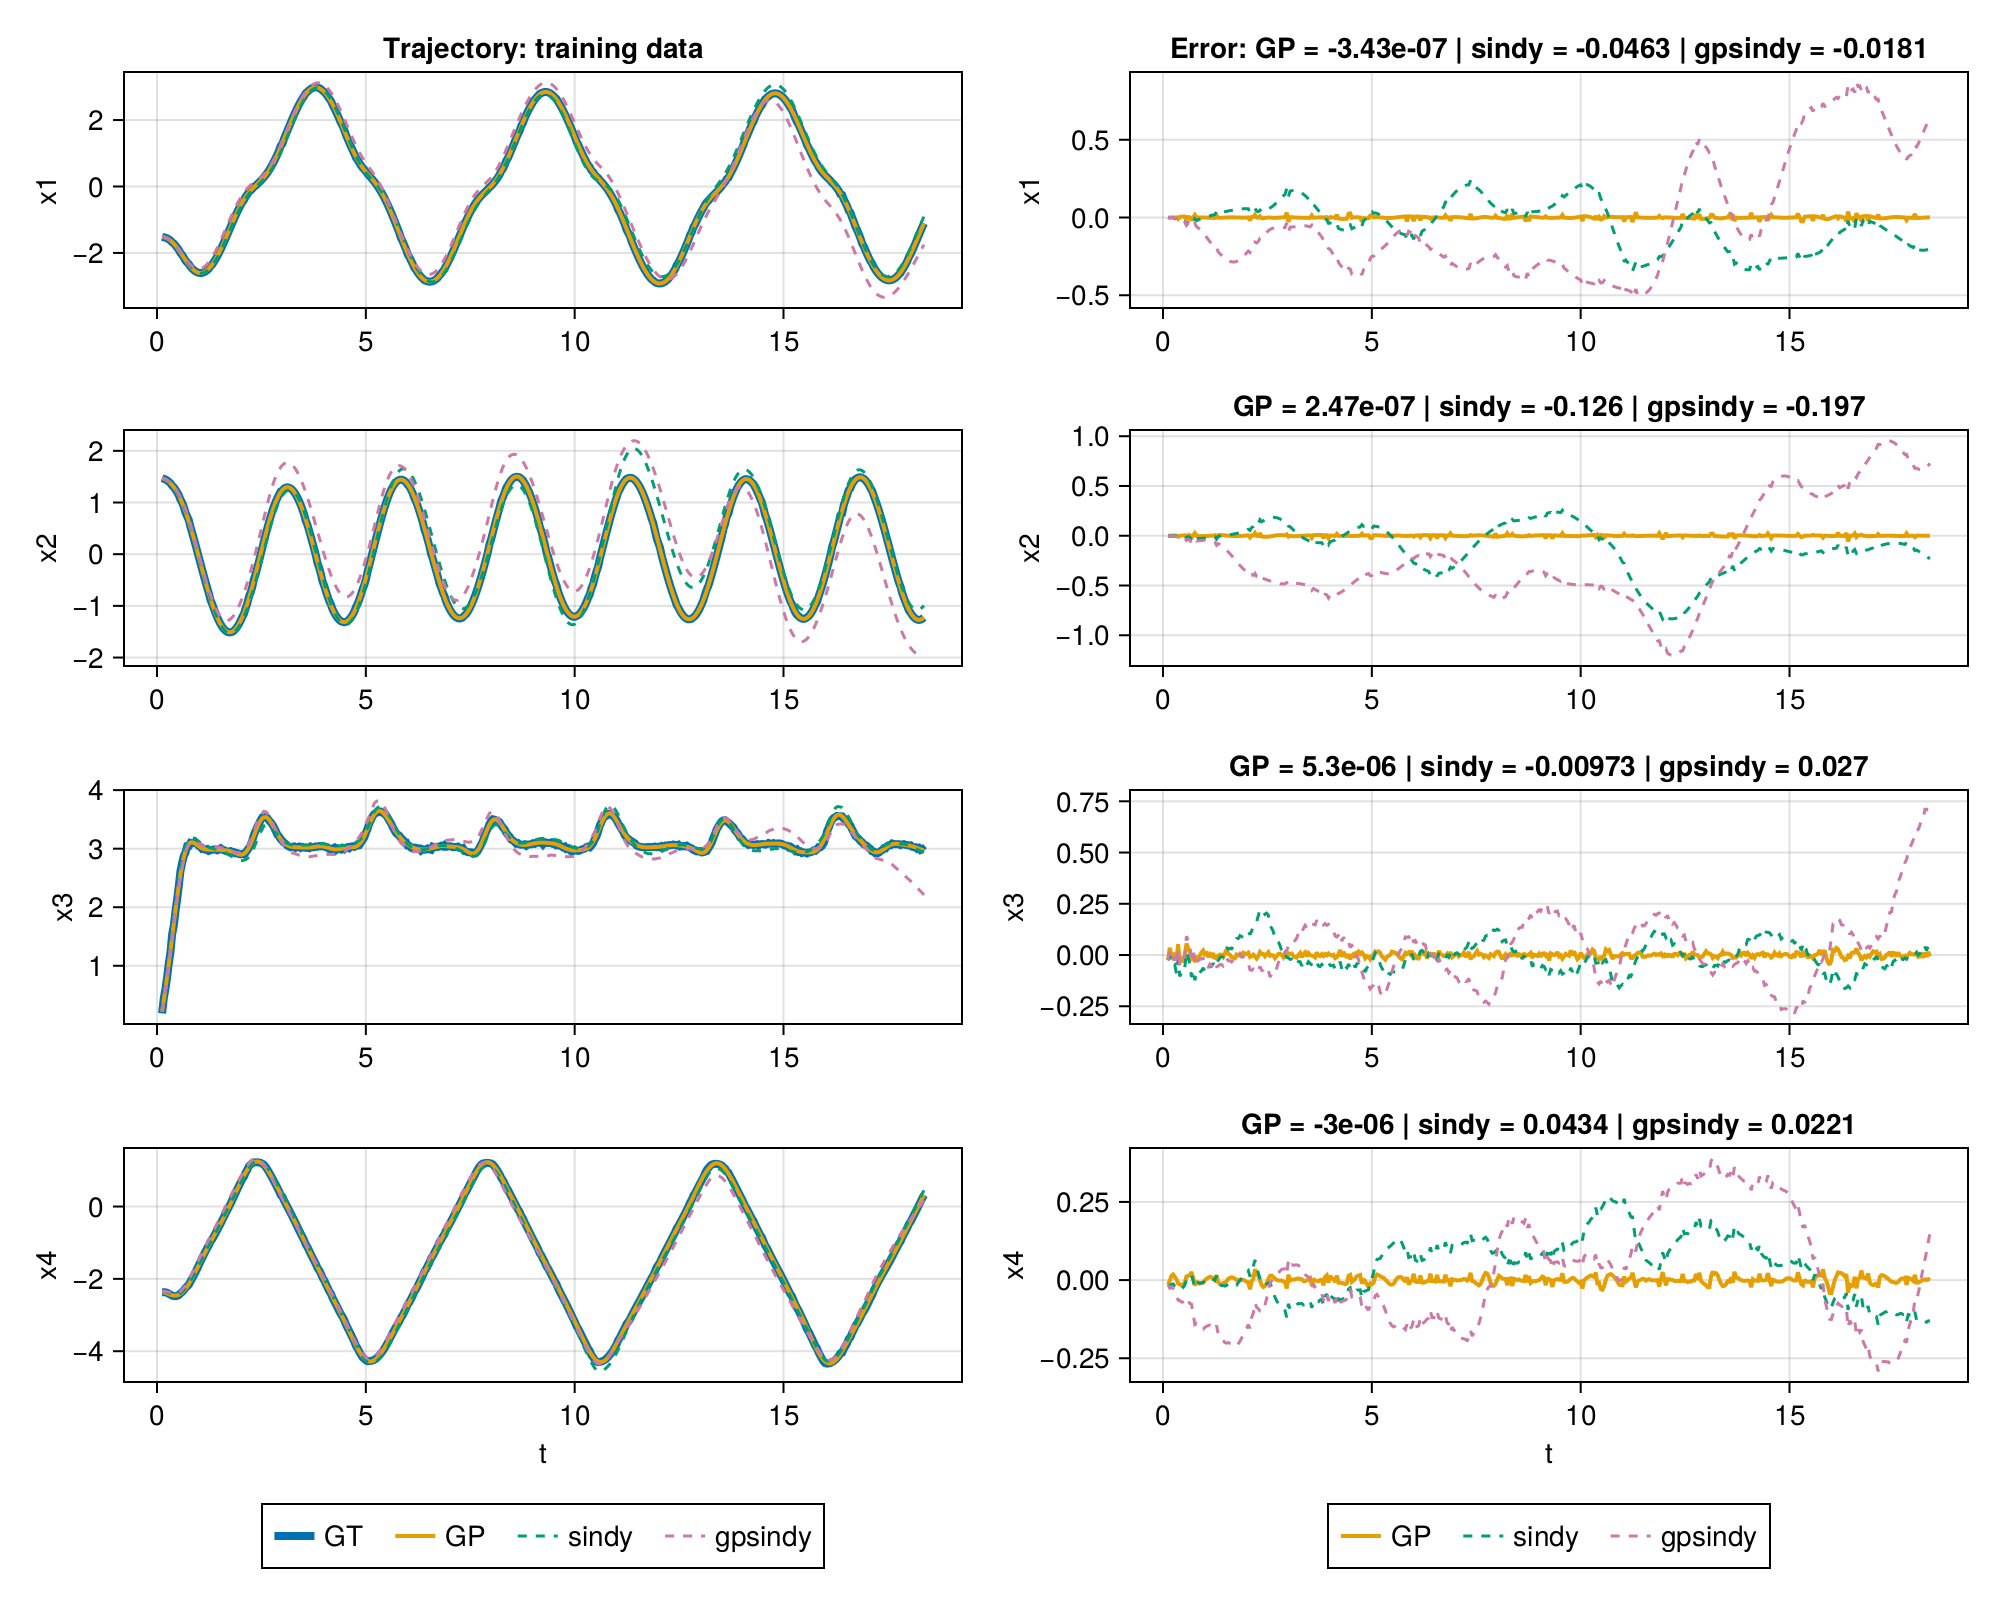 Trajectory: training data
x1
2
0
−2
0 5 10 15
Error: GP = -3.43e-07 | sindy = -0.0463 | gpsindy = -0.0181
x1
0.5
0.0
−0.5
0 5 10 15
x2
2
1
0
−1
−2
0 5 10 15
GP = 2.47e-07 | sindy = -0.126 | gpsindy = -0.197
x2
1.0
0.5
0.0
−0.5
−1.0
0 5 10 15
x3
4
3
2
1
0 5 10 15
GP = 5.3e-06 | sindy = -0.00973 | gpsindy = 0.027
x3
0.75
0.50
0.25
0.00
−0.25
0 5 10 15
x4
0
−2
−4
0 5 10 15
t
GP = -3e-06 | sindy = 0.0434 | gpsindy = 0.0221
x4
0.25
0.00
−0.25
0 5 10 15
t
GT GP sindy gpsindy
GP sindy gpsindy